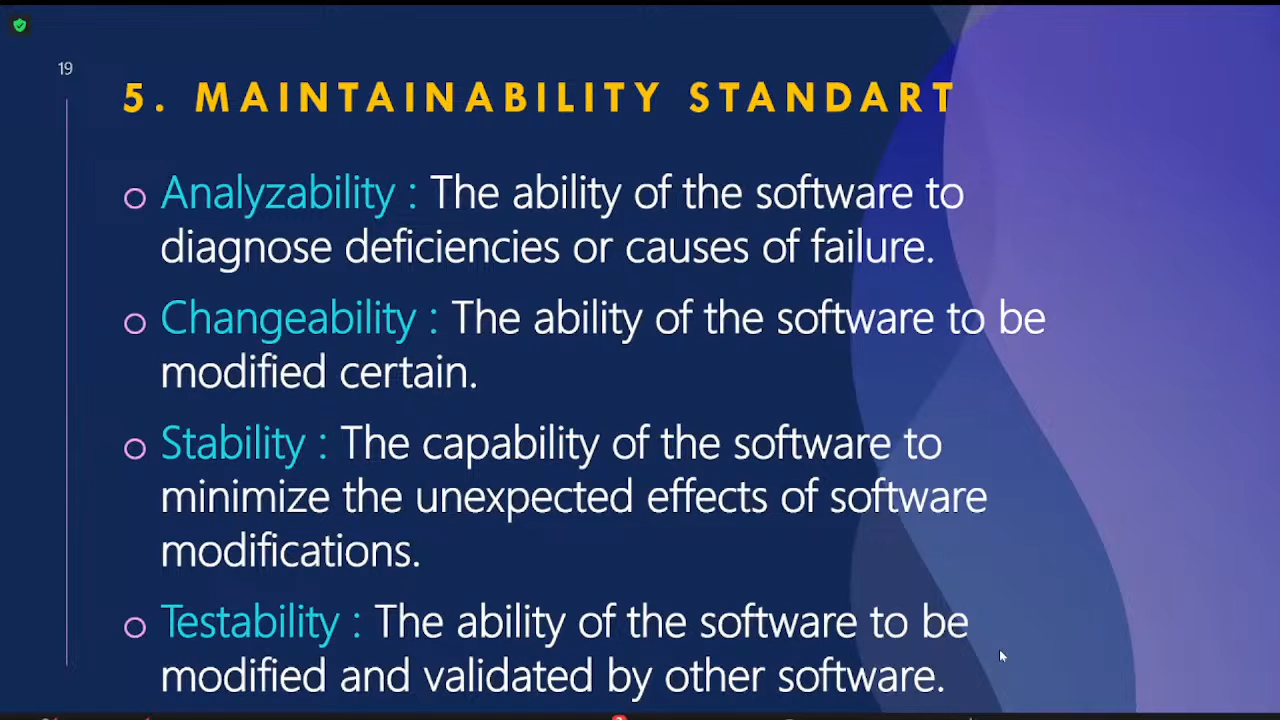 19
5. MAINTAINABILITY STANDART
o Analyzability : The ability of the software to
diagnose deficiencies or causes of failure.
o Changeability : The ability of the software to be
modified certain.
o Stability : The capability of the software to
minimize the unexpected effects of software
modifications.
o Testability : The ability of the software to be
modified and validated by other software.